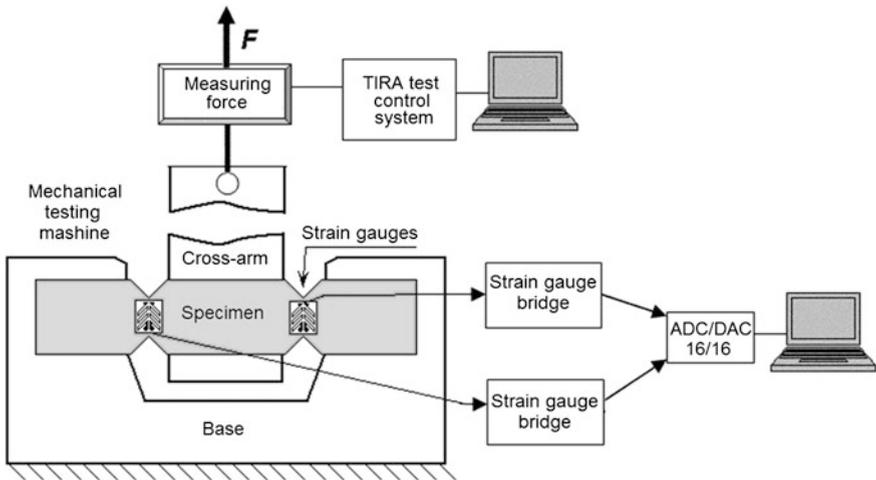 F
Measuring
force
TIRA test
control
system
Mechanical
testing
mashine
Strain gauges
Cross-arm
Specimen
Strain gauge
bridge
ADC/DAC
16/16
Strain gauge
bridge
Base